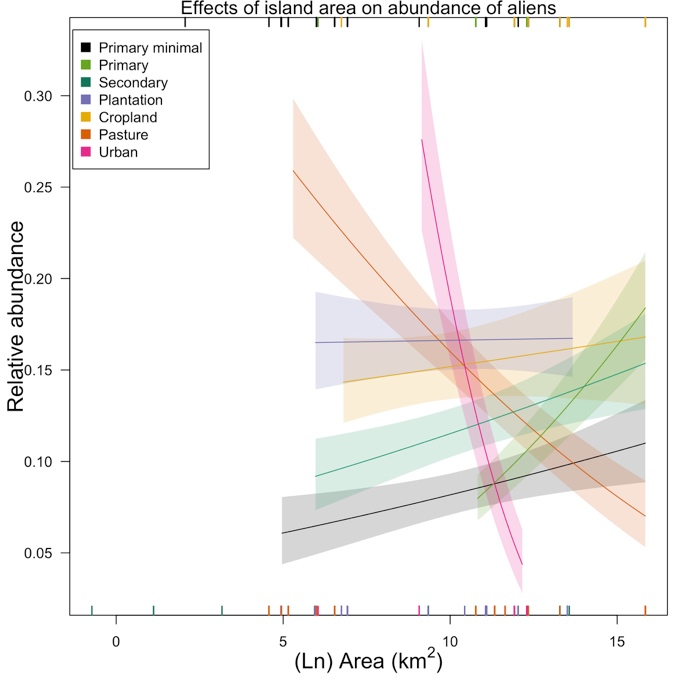 Effects of island area on abundance of aliens
Primary minimal
Primary
Secondary
Plantation
Cropland
Pasture
Urban
0.30
0.25
0.20
0.15
0.10
0.05
Relative abundance
0 5 10 15
(Ln) Area (km²)